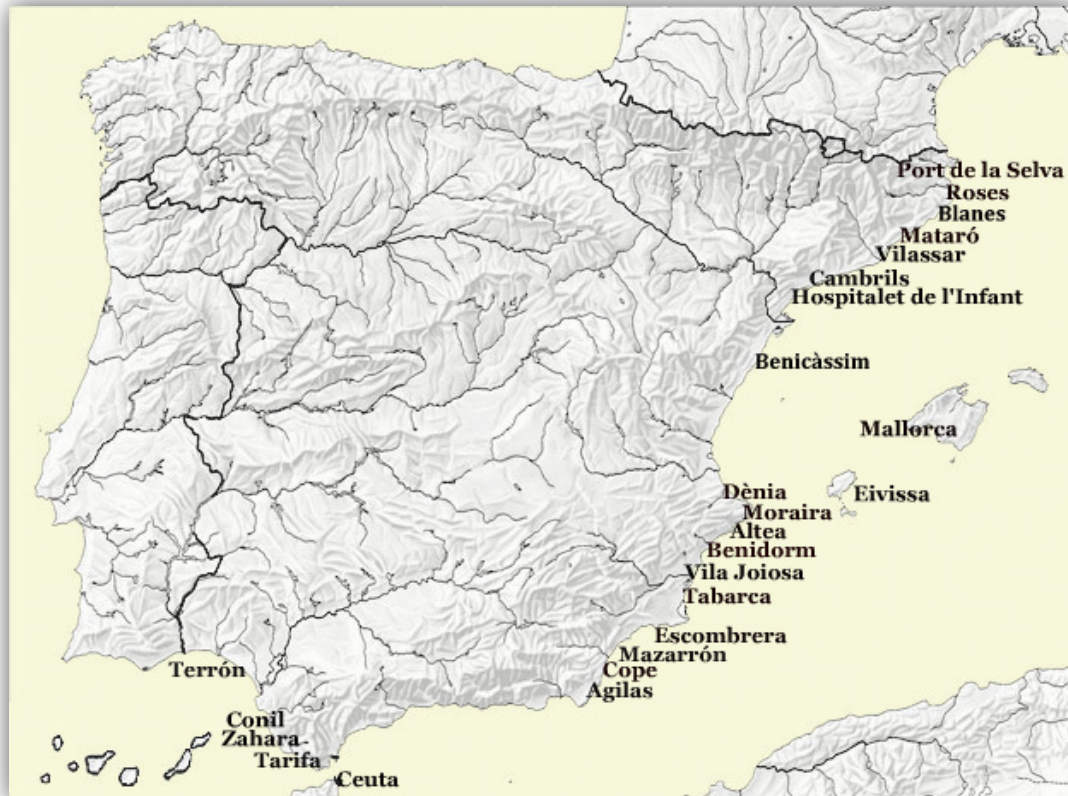 Port de la Selva
Roses
Blanes
Mataró
Vilassar
Cambrils
Hospitalet de l'Infant
Benicàssim
Mallorca
Dènia
Eivissa
Moraira
Altea
Benidorm
Vila Joiosa
Tabarca
Escombrera
Mazarrón
Cope
Terrón
Agilas
Conil
Zahara
Tarifa
Ceuta